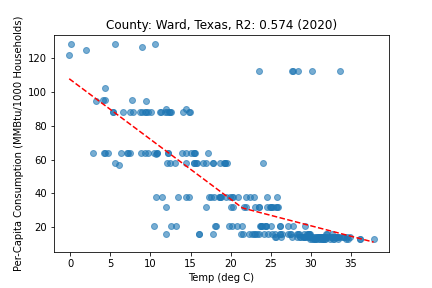 County: Ward, Texas, R2: 0.574 (2020)
Per-Capita Consumption (MMBtu/1000 Households)
120
100
80
60
40
20
0 5 10 15 20 25 30 35
Temp (deg C)